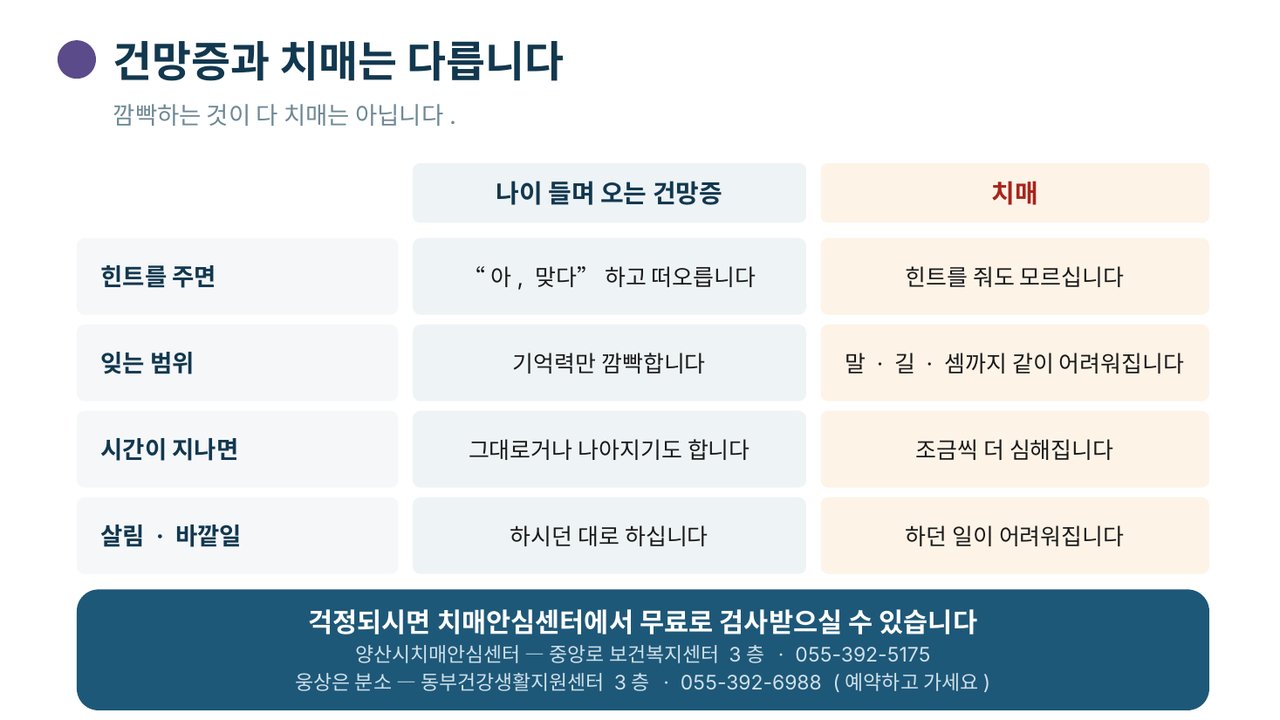 건망증과 치매는 다릅니다
깜빡하는 것이 다 치매는 아닙니다 .
나이 들며 오는 건망증
치매
힌트를 주면
“ 아 , 맞다” 하고 떠오릅니다
힌트를 줘도 모르십니다
잊는 범위
기억력만 깜빡합니다
말 · 길 · 셈까지 같이 어려워집니다
시간이 지나면
그대로거나 나아지기도 합니다
조금씩 더 심해집니다
살림 · 바깥일
하시던 대로 하십니다
하던 일이 어려워집니다
걱정되시면 치매안심센터에서 무료로 검사받으실 수 있습니다
양산시치매안심센터 — 중앙로 보건복지센터 3 층 · 055-392-5175
웅상은 분소 — 동부건강생활지원센터 3 층 · 055-392-6988 ( 예약하고 가세요 )